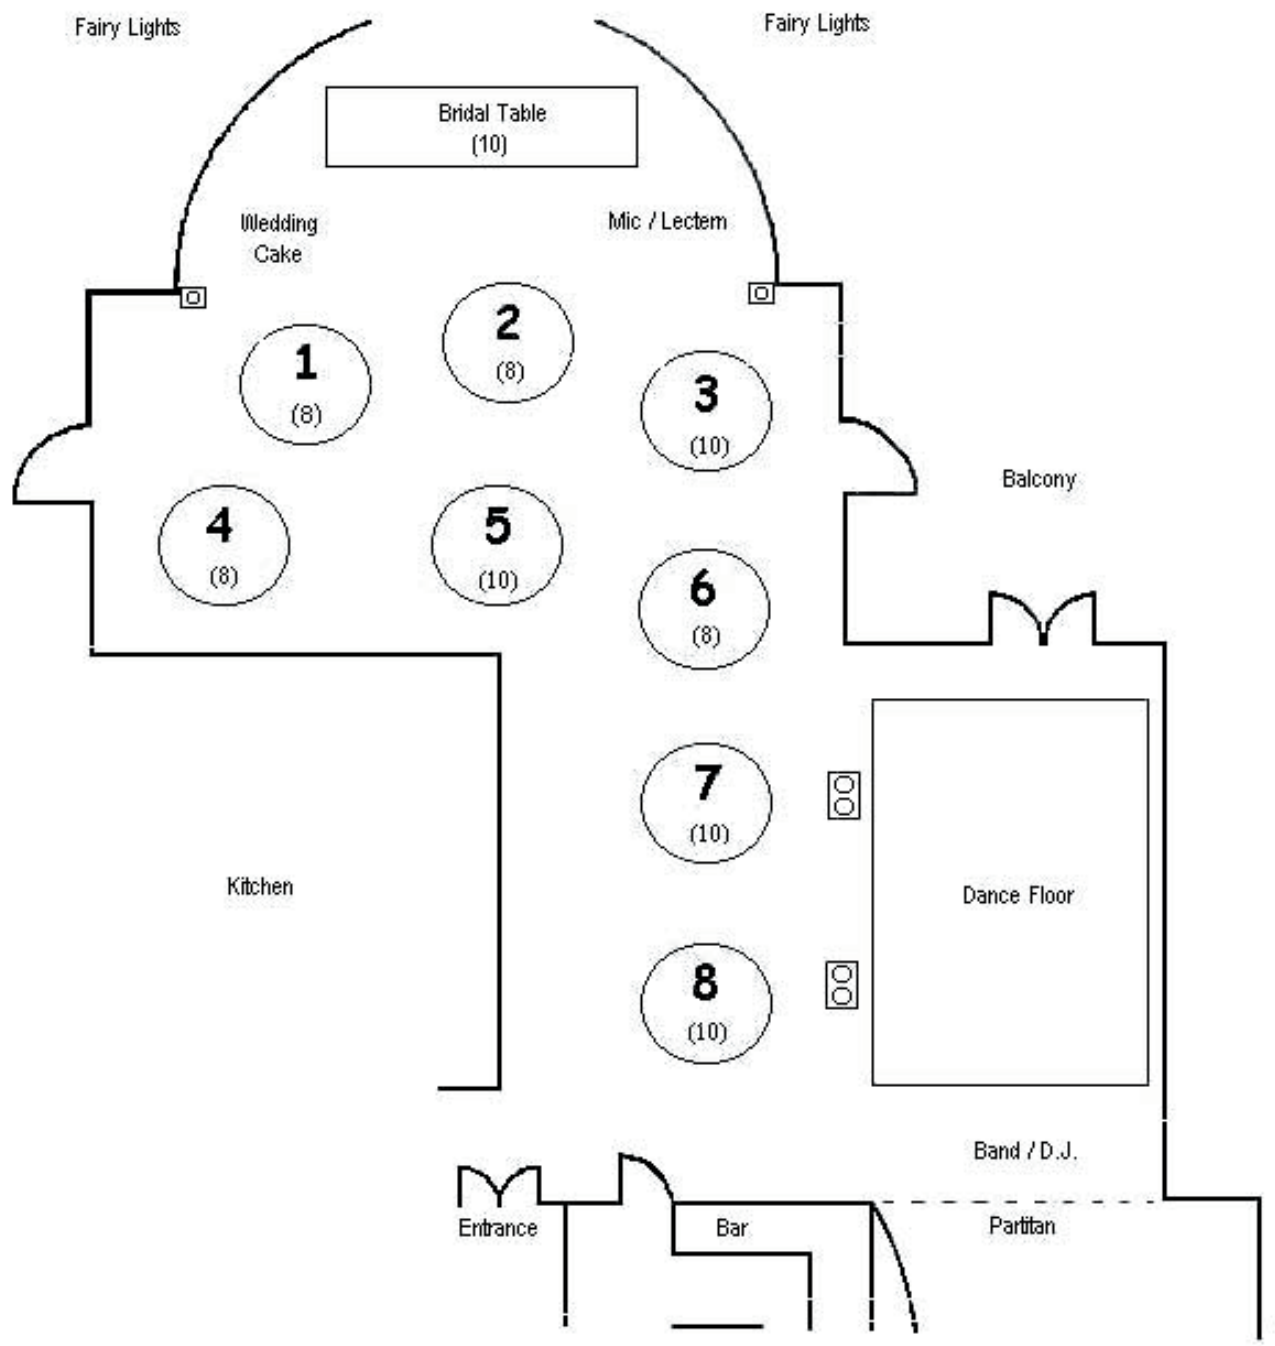 Fairy Lights
Fairy Lights
Bridal Table
(10)
Wedding
Cake
Mic / Lectern
1
(8)
2
(8)
3
(10)
4
(8)
5
(10)
6
(8)
Balcony
7
(10)
8
(10)
Kitchen
Dance Floor
Band / D.J.
Entrance
Bar
Partitan